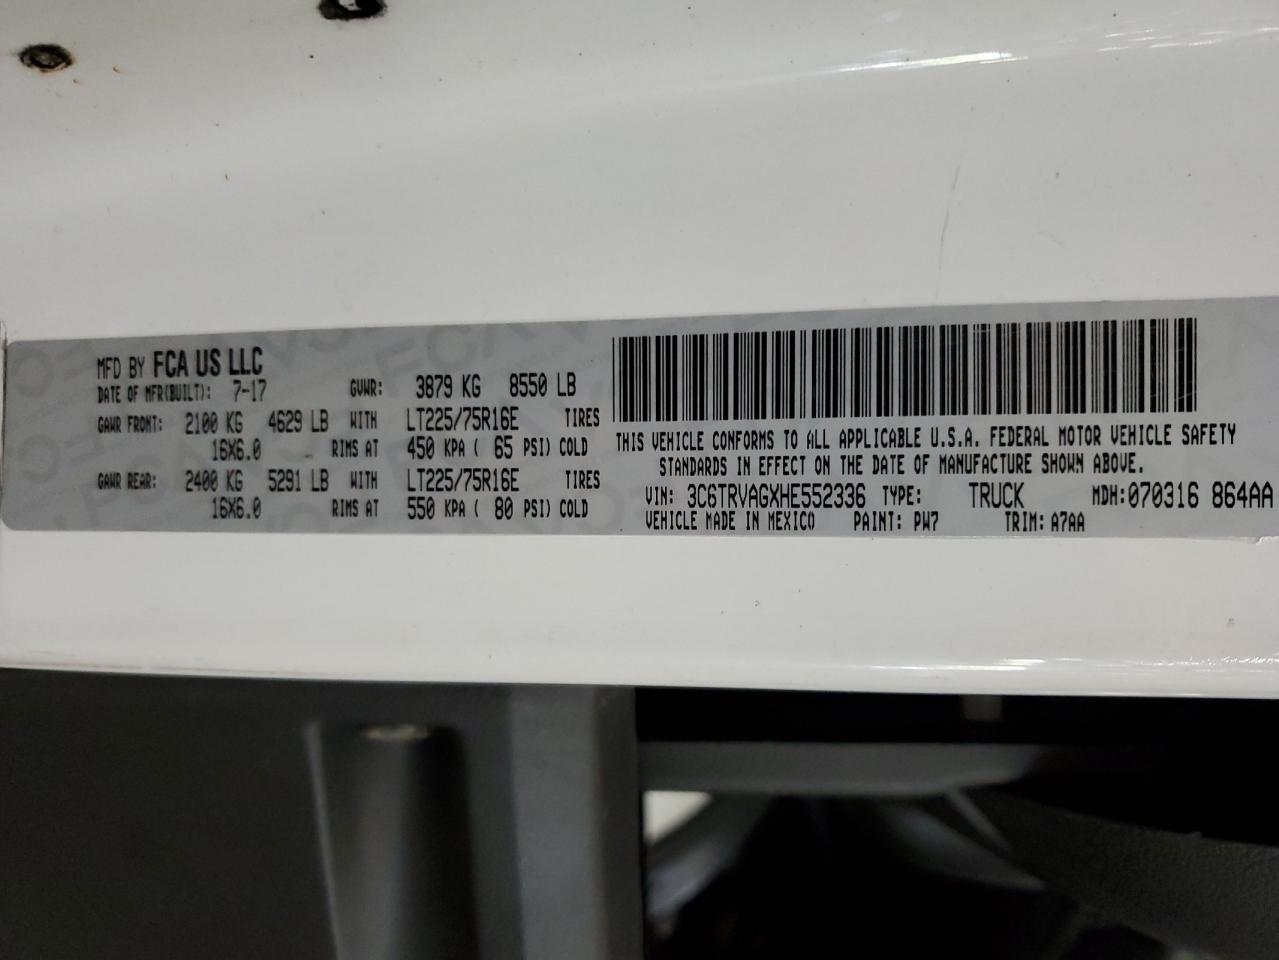 MFD BY FCA US LLC
DATE OF MFR(BUILT): 7-17 GVWR: 3879 KG 8550 LB
GAWR FRONT: 2100 KG 4629 LB WITH LT225/75R16E TIRES
16X6.0 RIMS AT 450 KPA ( 65 PSI) COLD
GAWR REAR: 2400 KG 5291 LB WITH LT225/75R16E TIRES
16X6.0 RIMS AT 550 KPA ( 80 PSI) COLD
THIS VEHICLE CONFORMS TO ALL APPLICABLE U.S.A. FEDERAL MOTOR VEHICLE SAFETY
STANDARDS IN EFFECT ON THE DATE OF MANUFACTURE SHOWN ABOVE.
VIN: 3C6TRVAGXHE552336 TYPE: TRUCK MDH:070316 864AA
VEHICLE MADE IN MEXICO PAINT: PW7 TRIM: A7AA